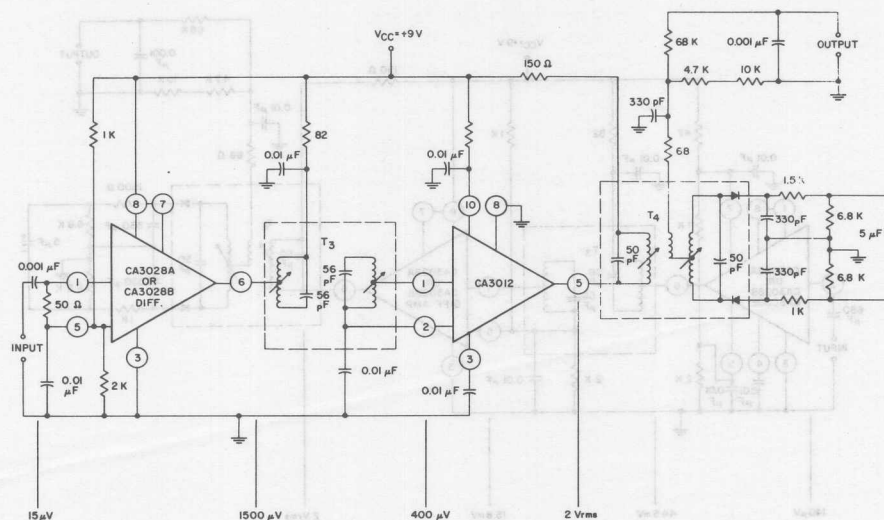 VCC=+9V
150 Ω
68 K
0.001 µF
OUTPUT
4.7 K
10 K
330 pF
1 K
82
0.01 µF
0.01 µF
68
8
7
10
8
1.5 K
T3
T4
0.001 µF
1
CA3028A
OR
CA3028B
DIFF.
6
56
pF
56
pF
1
CA3012
5
50
pF
50
pF
330pF
330pF
6.8 K
5 µF
6.8 K
50 Ω
5
2
1K
INPUT
3
3
0.01
µF
2K
0.01 µF
0.01 µF
15µV
1500 µV
400 µV
2 Vrms